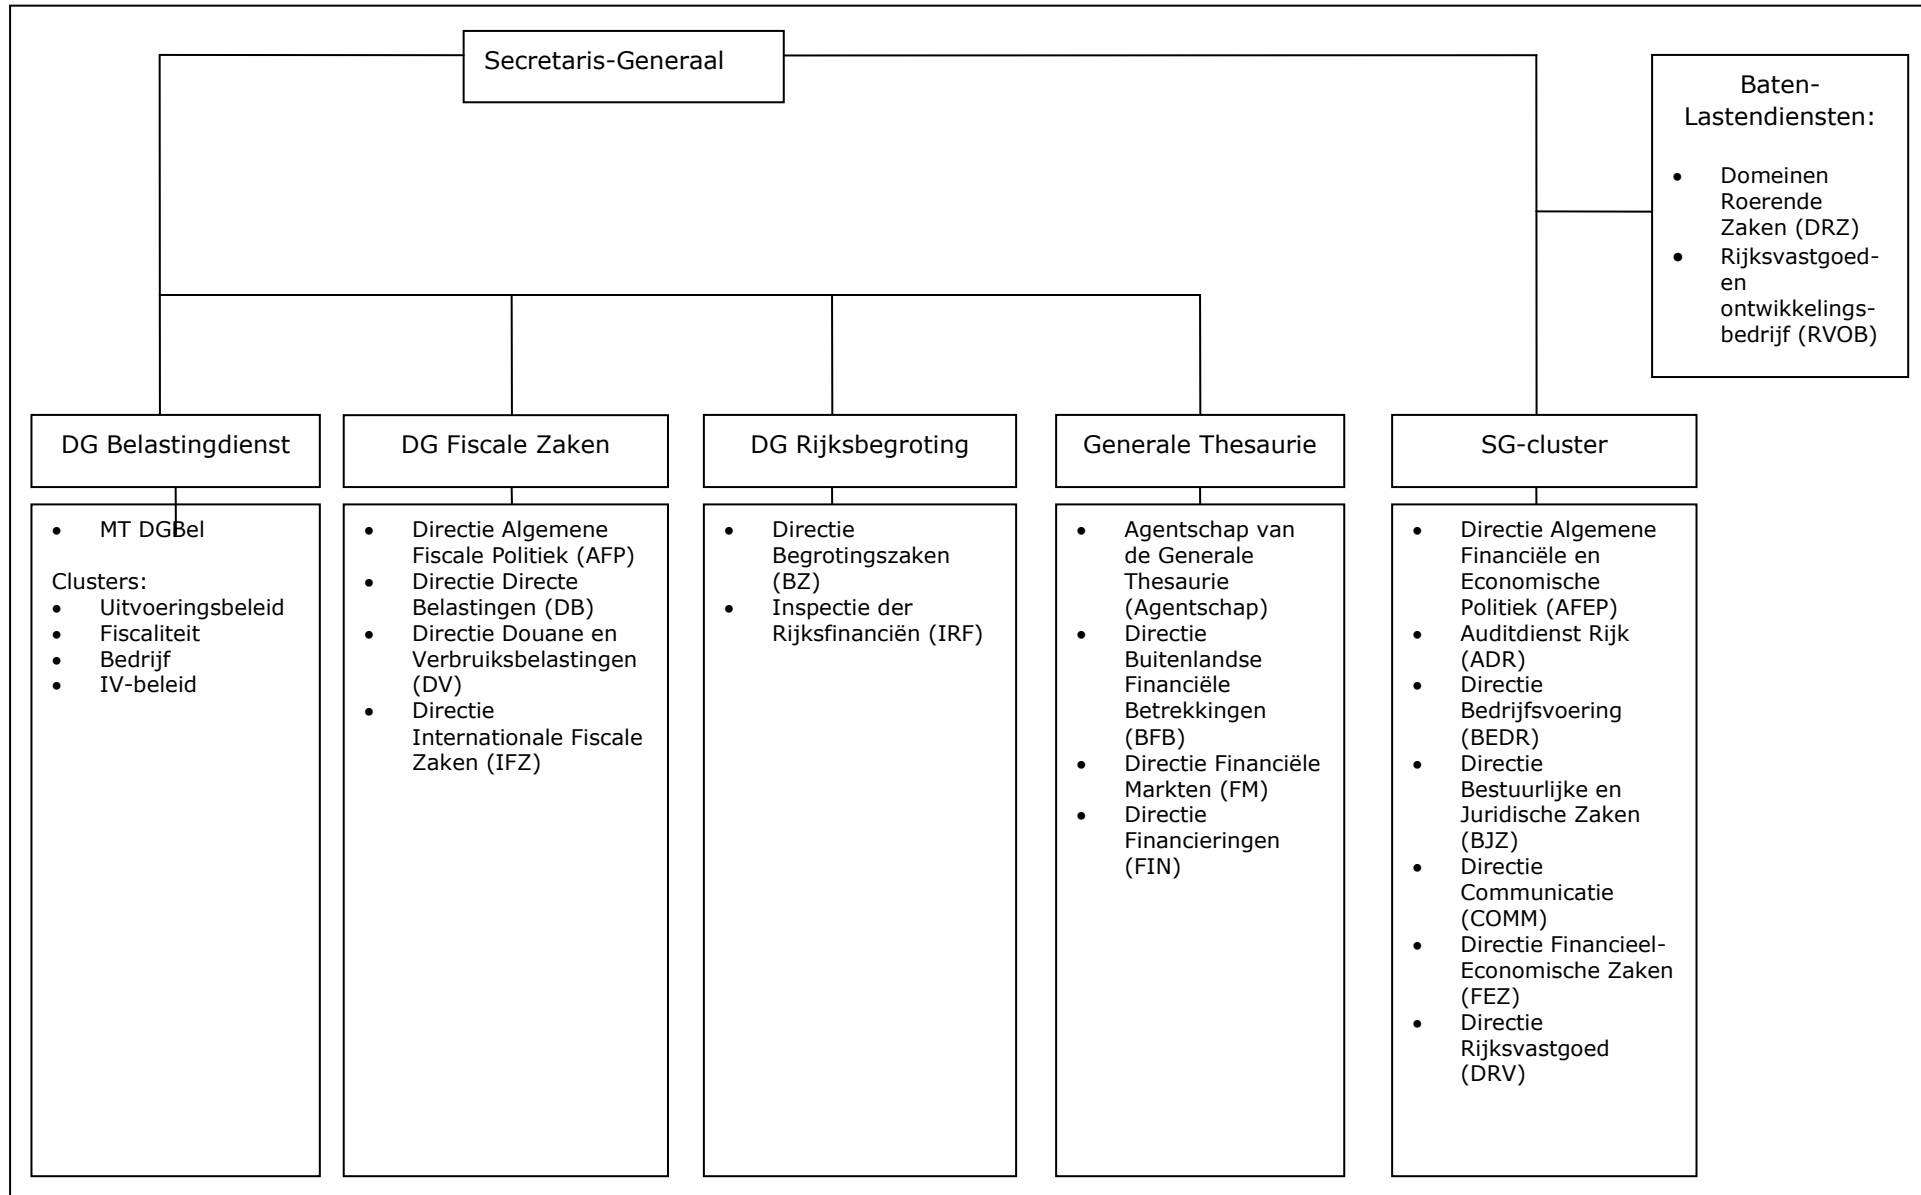 Secretaris-Generaal
Baten-
Lastendiensten:
• Domeinen
Roerende
Zaken (DRZ)
• Rijksvastgoed-
en
ontwikkelings-
bedrijf (RVOB)
DG Belastingdienst
• MT DGBel
Clusters:
• Uitvoeringsbeleid
• Fiscaliteit
• Bedrijf
• IV-beleid
DG Fiscale Zaken
• Directie Algemene
Fiscale Politiek (AFP)
• Directie Directe
Belastingen (DB)
• Directie Douane en
Verbruiksbelastingen
(DV)
• Directie
Internationale Fiscale
Zaken (IFZ)
DG Rijksbegroting
• Directie
Begrotingszaken
(BZ)
• Inspectie der
Rijksfinanciën (IRF)
Generale Thesaurie
• Agentschap van
de Generale
Thesaurie
(Agentschap)
• Directie
Buitenlandse
Financiële
Betrekkingen
(BFB)
• Directie Financiële
Markten (FM)
• Directie
Financieringen
(FIN)
SG-cluster
• Directie Algemene
Financiële en
Economische
Politiek (AFEP)
• Auditdienst Rijk
(ADR)
• Directie
Bedrijfsvoering
(BEDR)
• Directie
Bestuurlijke en
Juridische Zaken
(BJZ)
• Directie
Communicatie
(COMM)
• Directie Financieel-
Economische Zaken
(FEZ)
• Directie
Rijksvastgoed
(DRV)